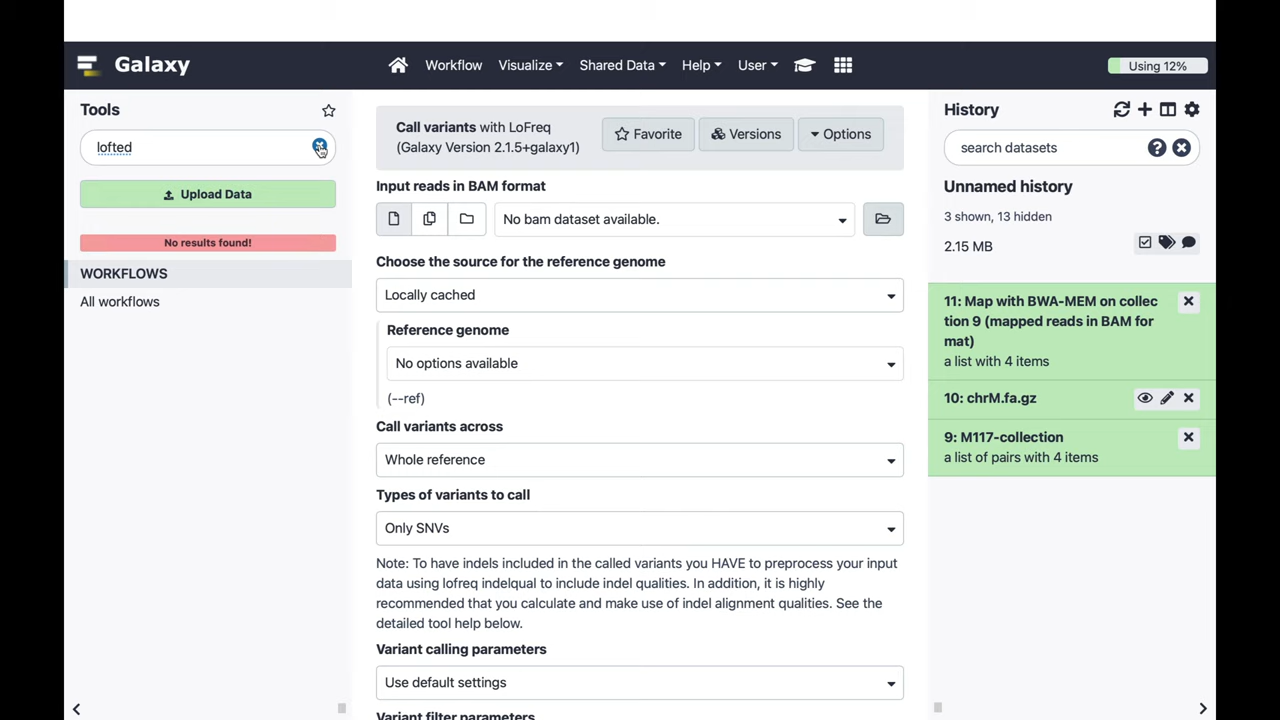 Galaxy
Workflow
Visualize
Shared Data
Help
User
Using 12%
Tools
lofted
Upload Data
No results found!
WORKFLOWS
All workflows
Call variants with LoFreq
(Galaxy Version 2.1.5+galaxy1)
Favorite
Versions
Options
Input reads in BAM format
No bam dataset available.
Choose the source for the reference genome
Locally cached
Reference genome
No options available
(--ref)
Call variants across
Whole reference
Types of variants to call
Only SNVs
Note: To have indels included in the called variants you HAVE to preprocess your input
data using lofreq indelqual to include indel qualities. In addition, it is highly
recommended that you calculate and make use of indel alignment qualities. See the
detailed tool help below.
Variant calling parameters
Use default settings
Variant filter parameters
History
search datasets
Unnamed history
3 shown, 13 hidden
2.15 MB
11: Map with BWA-MEM on collec
tion 9 (mapped reads in BAM for
mat)
a list with 4 items
10: chrM.fa.gz
9: M117-collection
a list of pairs with 4 items